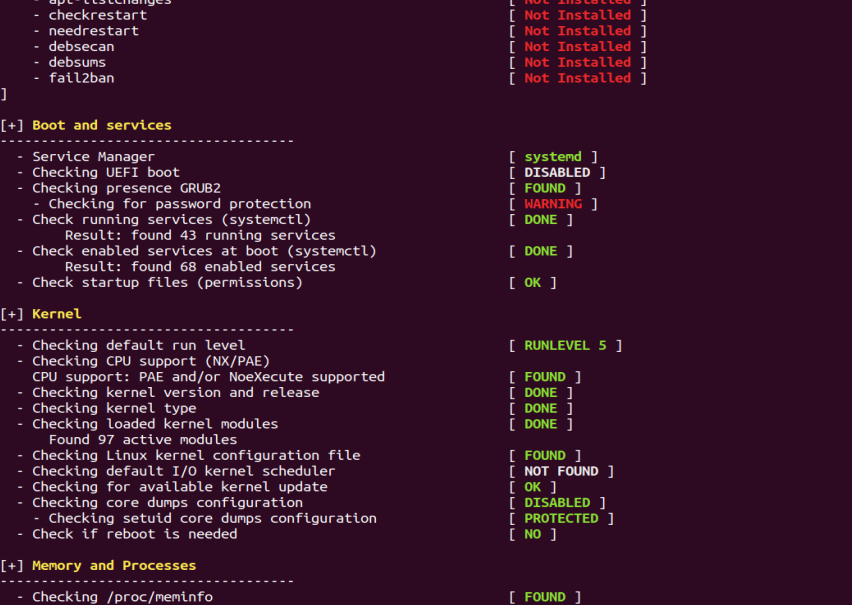 - apt-listchanges [ Not Installed ]
- checkrestart [ Not Installed ]
- needrestart [ Not Installed ]
- debsecan [ Not Installed ]
- debsums [ Not Installed ]
- fail2ban [ Not Installed ]
]
[+] Boot and services
------------------------------------
- Service Manager [ systemd ]
- Checking UEFI boot [ DISABLED ]
- Checking presence GRUB2 [ FOUND ]
- Checking for password protection [ WARNING ]
- Check running services (systemctl) [ DONE ]
Result: found 43 running services
- Check enabled services at boot (systemctl) [ DONE ]
Result: found 68 enabled services
- Check startup files (permissions) [ OK ]
[+] Kernel
------------------------------------
- Checking default run level [ RUNLEVEL 5 ]
- Checking CPU support (NX/PAE)
CPU support: PAE and/or NoeXecute supported [ FOUND ]
- Checking kernel version and release [ DONE ]
- Checking kernel type [ DONE ]
- Checking loaded kernel modules [ DONE ]
Found 97 active modules
- Checking Linux kernel configuration file [ FOUND ]
- Checking default I/O kernel scheduler [ NOT FOUND ]
- Checking for available kernel update [ OK ]
- Checking core dumps configuration [ DISABLED ]
- Checking setuid core dumps configuration [ PROTECTED ]
- Check if reboot is needed [ NO ]
[+] Memory and Processes
------------------------------------
- Checking /proc/meminfo [ FOUND ]